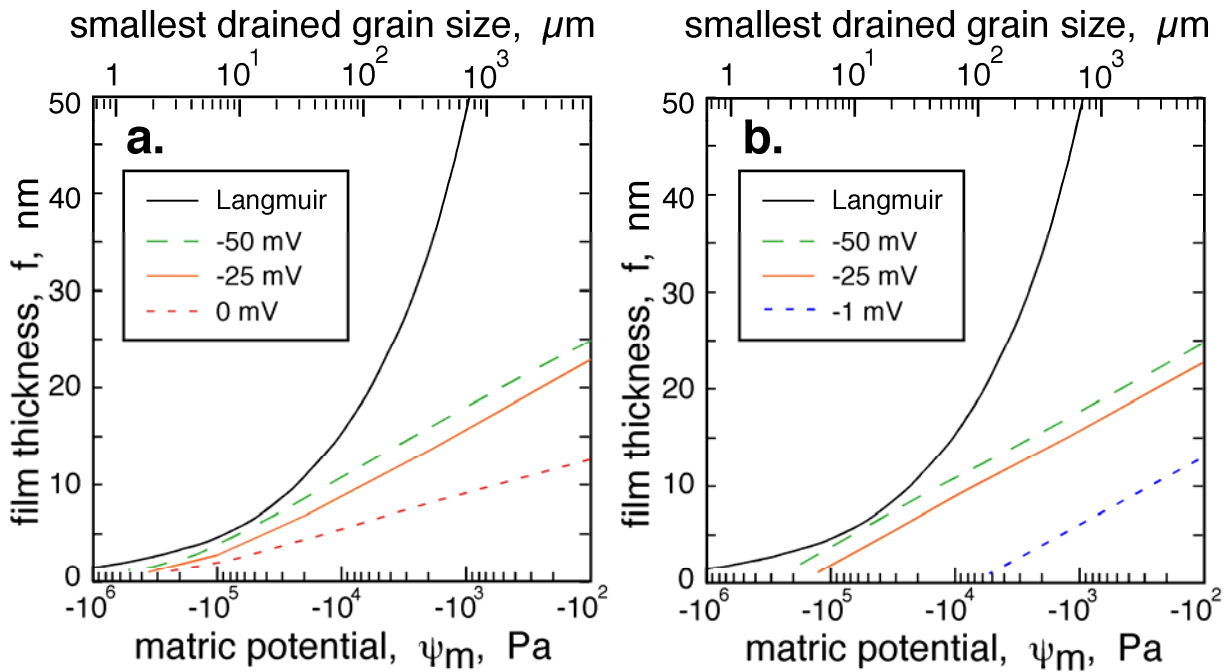 smallest drained grain size, μm
1 10¹ 10² 10³
50
40
30
20
10
0
film thickness, f, nm
a.
Langmuir
-50 mV
-25 mV
0 mV
-10⁶ -10⁵ -10⁴ -10³ -10²
matric potential, ψm, Pa
smallest drained grain size, μm
1 10¹ 10² 10³
50
40
30
20
10
0
film thickness, f, nm
b.
Langmuir
-50 mV
-25 mV
-1 mV
-10⁶ -10⁵ -10⁴ -10³ -10²
matric potential, ψm, Pa